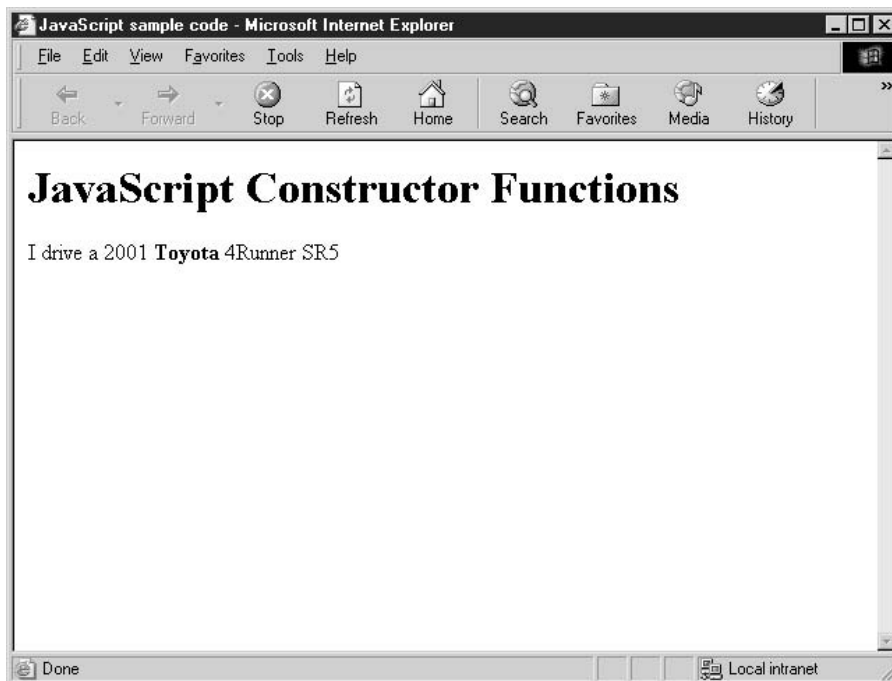 JavaScript sample code - Microsoft Internet Explorer
File Edit View Favorites Tools Help
Back Forward Stop Refresh Home Search Favorites Media History »
JavaScript Constructor Functions
I drive a 2001 Toyota 4Runner SR5
Done Local intranet